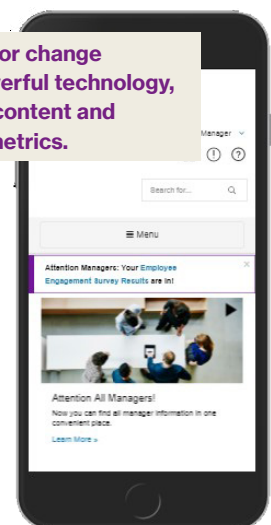 or change
erful technology,
content and
etrics.
Manager
Search for...
≡ Menu
Attention Managers: Your Employee
Engagement Survey Results are in!
Attention All Managers!
Now you can find all manager information in one
convenient place.
Learn More »